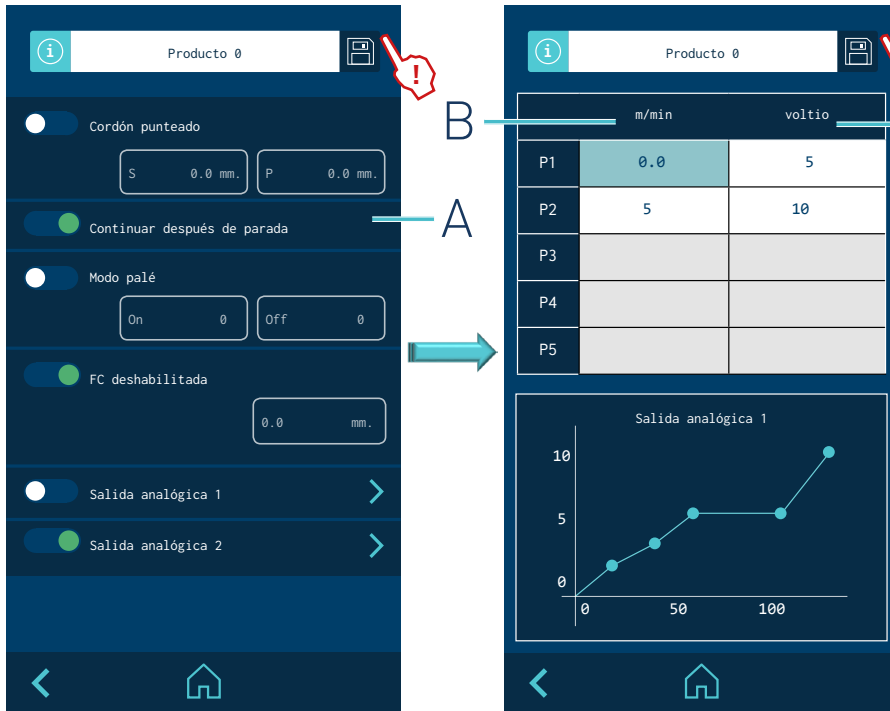 i Producto 0
!
Cordón punteado
S 0.0 mm. P 0.0 mm.
Continuar después de parada
A
Modo palé
On 0 Off 0
FC deshabilitada
0.0 mm.
Salida analógica 1
Salida analógica 2
i Producto 0
B
m/min voltio
P1 0.0 5
P2 5 10
P3
P4
P5
Salida analógica 1
10
5
0
0 50 100